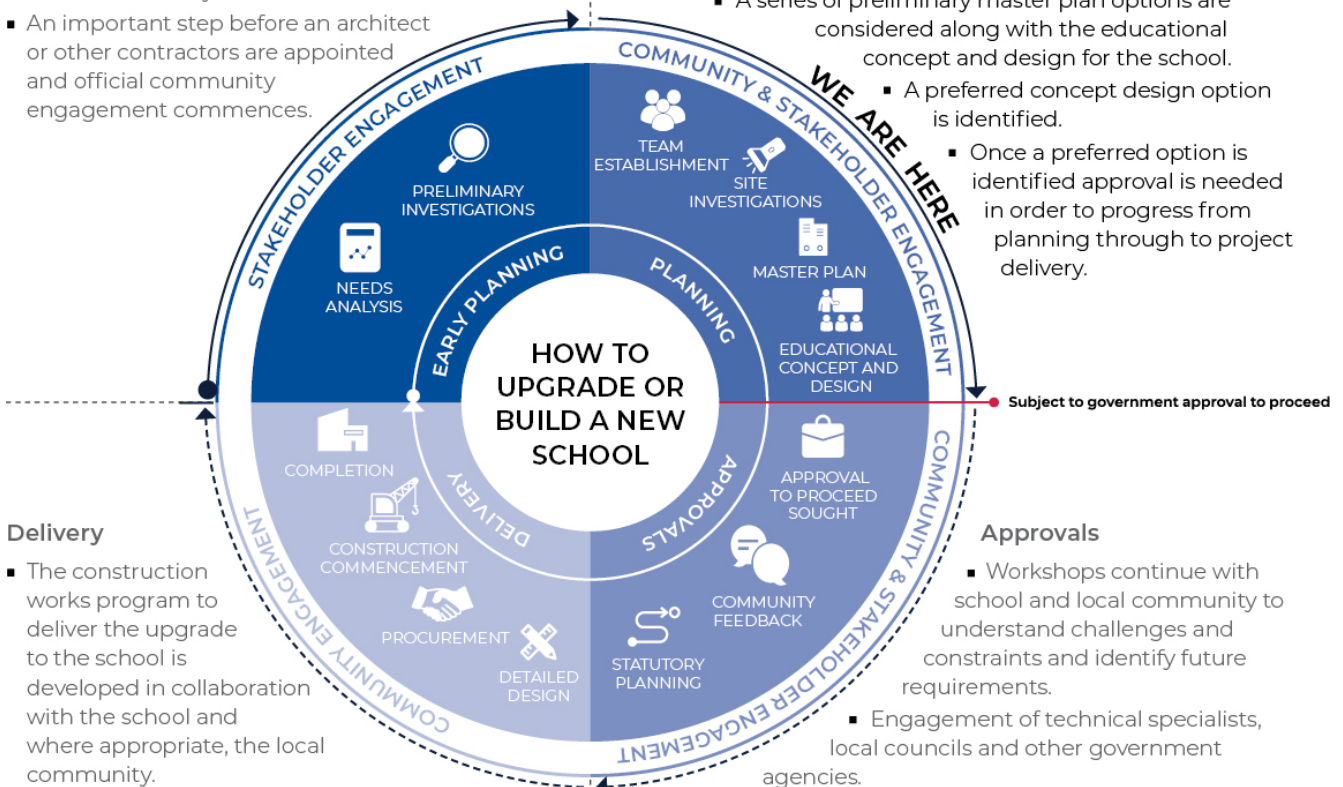 ▪ An important step before an architect
or other contractors are appointed
and official community
engagement commences.
▪ A series of preliminary master plan options are
considered along with the educational
concept and design for the school.
▪ A preferred concept design option
is identified.
▪ Once a preferred option is
identified approval is needed
in order to progress from
planning through to project
delivery.
WE ARE HERE
STAKEHOLDER ENGAGEMENT
COMMUNITY & STAKEHOLDER ENGAGEMENT
PRELIMINARY
INVESTIGATIONS
NEEDS
ANALYSIS
EARLY PLANNING
TEAM
ESTABLISHMENT
SITE
INVESTIGATIONS
MASTER PLAN
EDUCATIONAL
CONCEPT AND
DESIGN
PLANNING
HOW TO
UPGRADE OR
BUILD A NEW
SCHOOL
Subject to government approval to proceed
APPROVAL
TO PROCEED
SOUGHT
COMMUNITY
FEEDBACK
STATUTORY
PLANNING
APPROVALS
COMMUNITY & STAKEHOLDER ENGAGEMENT
DETAILED
DESIGN
PROCUREMENT
CONSTRUCTION
COMMENCEMENT
COMPLETION
DELIVERY
COMMUNITY ENGAGEMENT
Approvals
▪ Workshops continue with
school and local community to
understand challenges and
constraints and identify future
requirements.
▪ Engagement of technical specialists,
local councils and other government
agencies.
Delivery
▪ The construction
works program to
deliver the upgrade
to the school is
developed in collaboration
with the school and
where appropriate, the local
community.